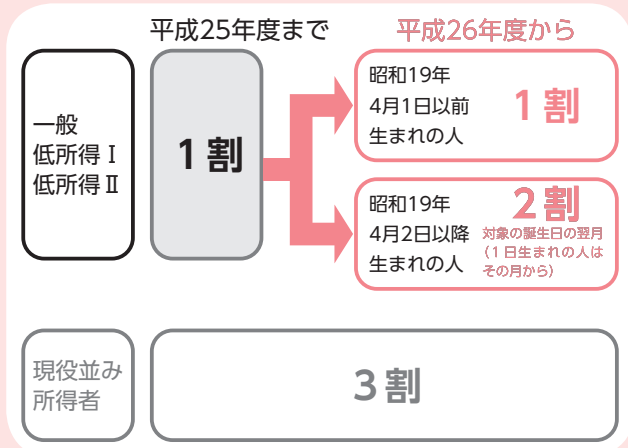 平成25年度まで
平成26年度から
一般
低所得Ⅰ
低所得Ⅱ
1割
昭和19年
4月1日以前
生まれの人
1割
昭和19年
4月2日以降
生まれの人
2割
対象の誕生日の翌月
(1日生まれの人は
その月から)
現役並み
所得者
3割